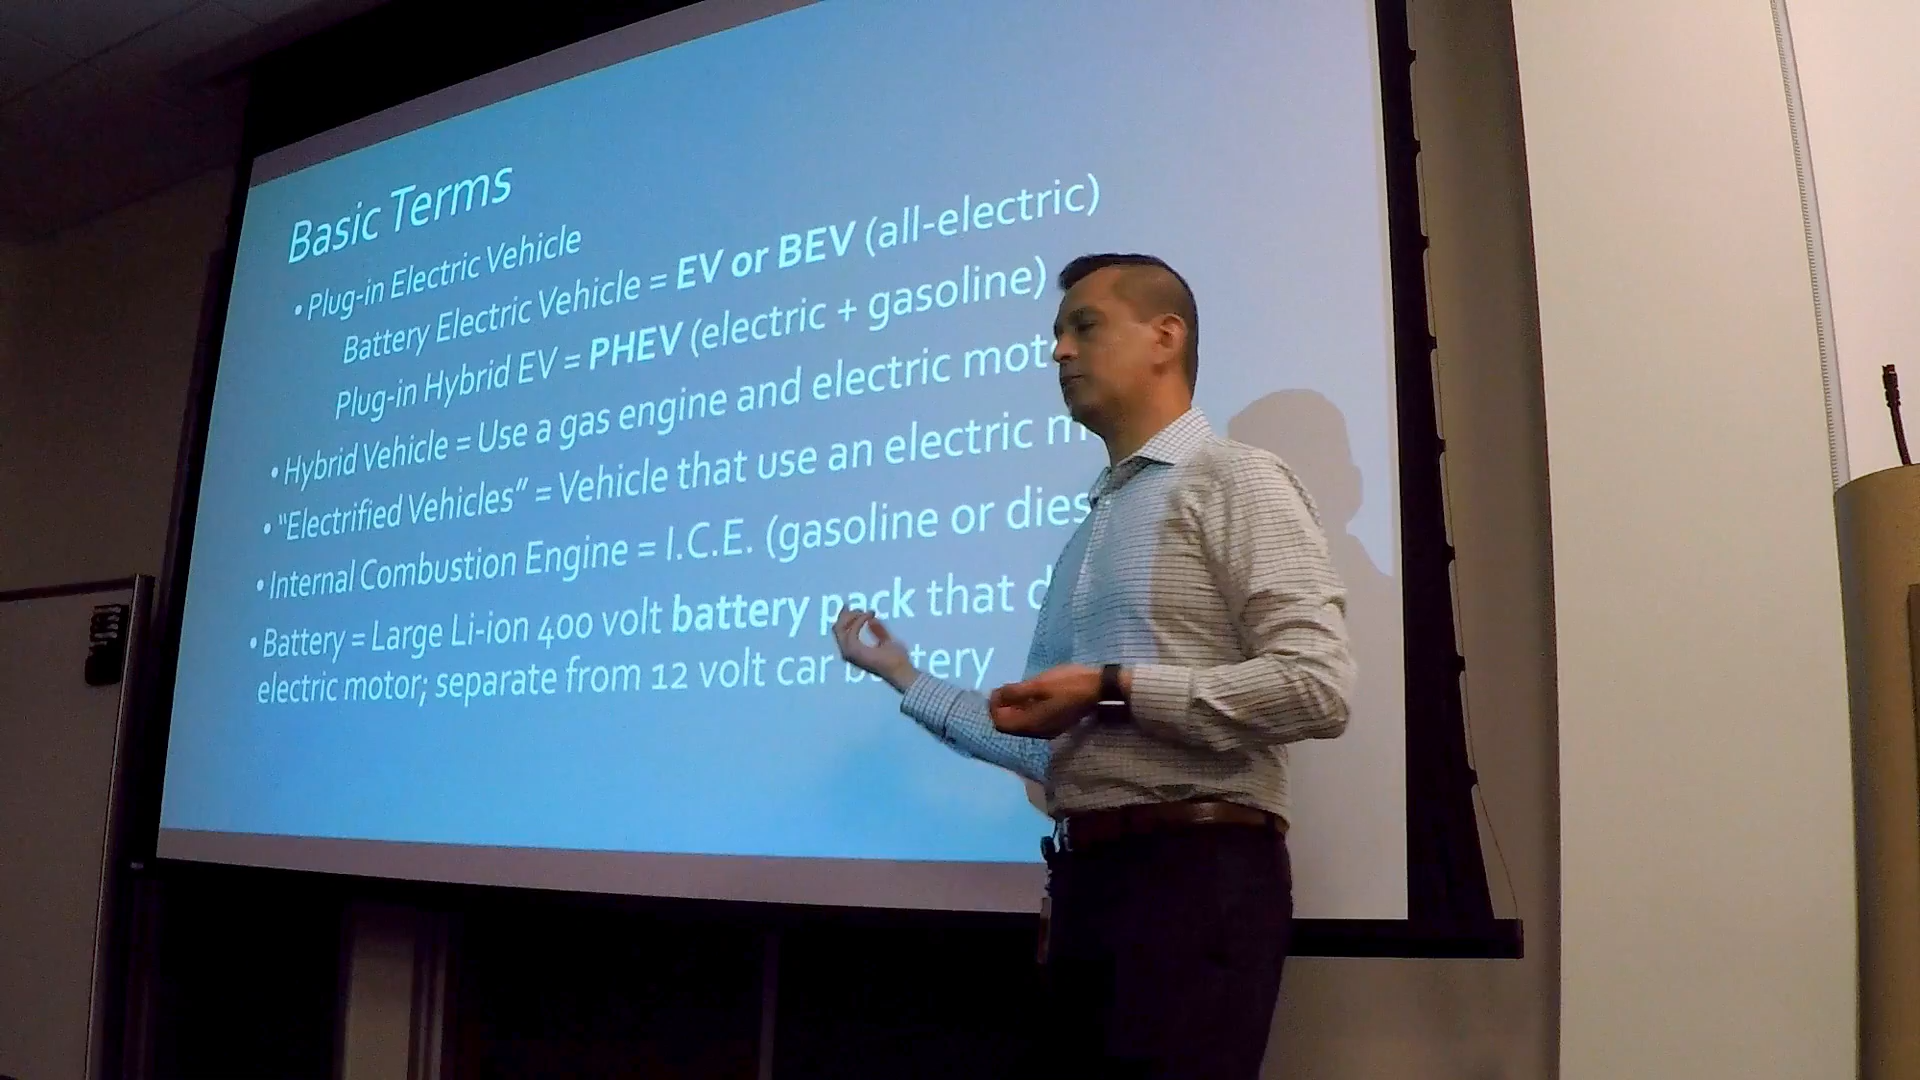 Basic Terms
• Plug-in Electric Vehicle
Battery Electric Vehicle = EV or BEV (all-electric)
Plug-in Hybrid EV = PHEV (electric + gasoline)
• Hybrid Vehicle = Use a gas engine and electric
• "Electrified Vehicles" = Vehicle that use an electric
• Internal Combustion Engine = I.C.E. (gasoline or
• Battery = Large Li-ion 400 volt battery pack that
electric motor; separate from 12 volt car battery